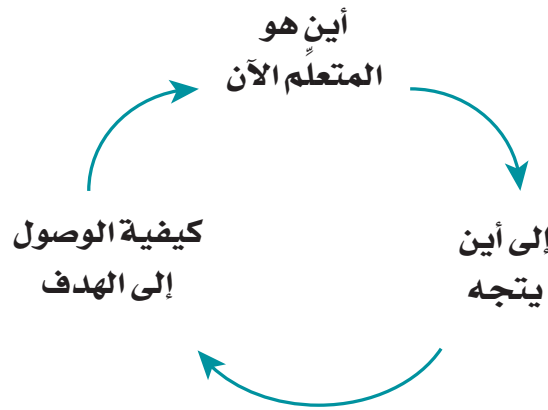 أين هو
المتعلِّم الآن
إلى أين
يتجه
كيفية الوصول
إلى الهدف